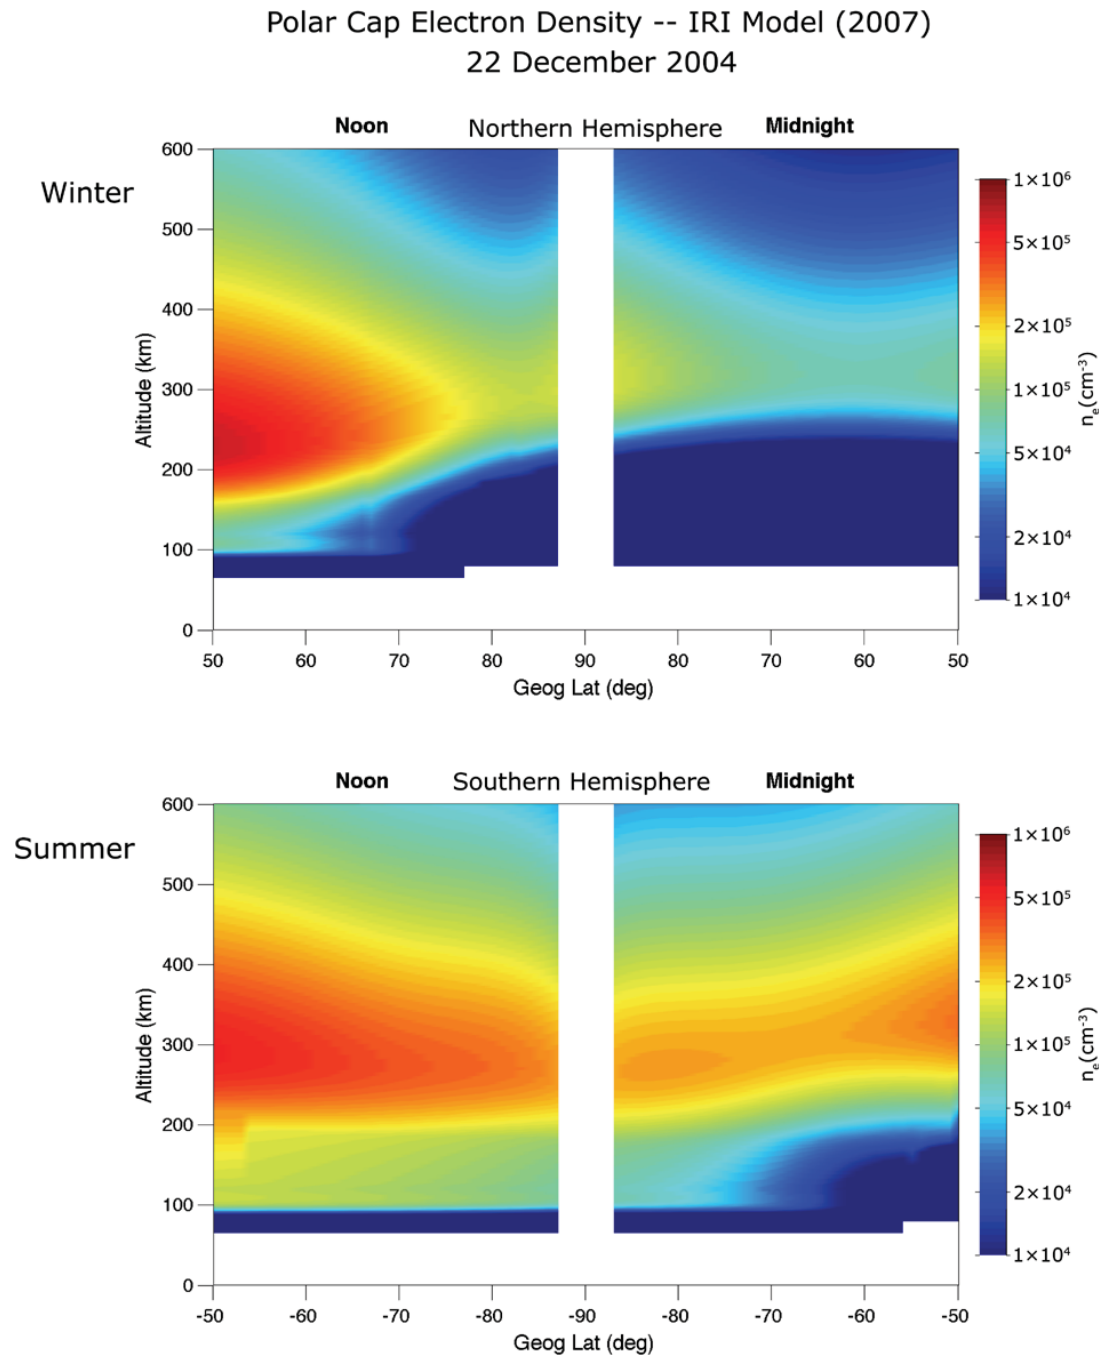 Polar Cap Electron Density -- IRI Model (2007)
22 December 2004
Noon Northern Hemisphere Midnight
Winter
600
500
400
300
200
100
0
Altitude (km)
50 60 70 80 90 80 70 60 50
Geog Lat (deg)
1×10⁶
5×10⁵
2×10⁵
1×10⁵
5×10⁴
2×10⁴
1×10⁴
nₑ(cm⁻³)
Noon Southern Hemisphere Midnight
Summer
600
500
400
300
200
100
0
Altitude (km)
-50 -60 -70 -80 -90 -80 -70 -60 -50
Geog Lat (deg)
1×10⁶
5×10⁵
2×10⁵
1×10⁵
5×10⁴
2×10⁴
1×10⁴
nₑ(cm⁻³)